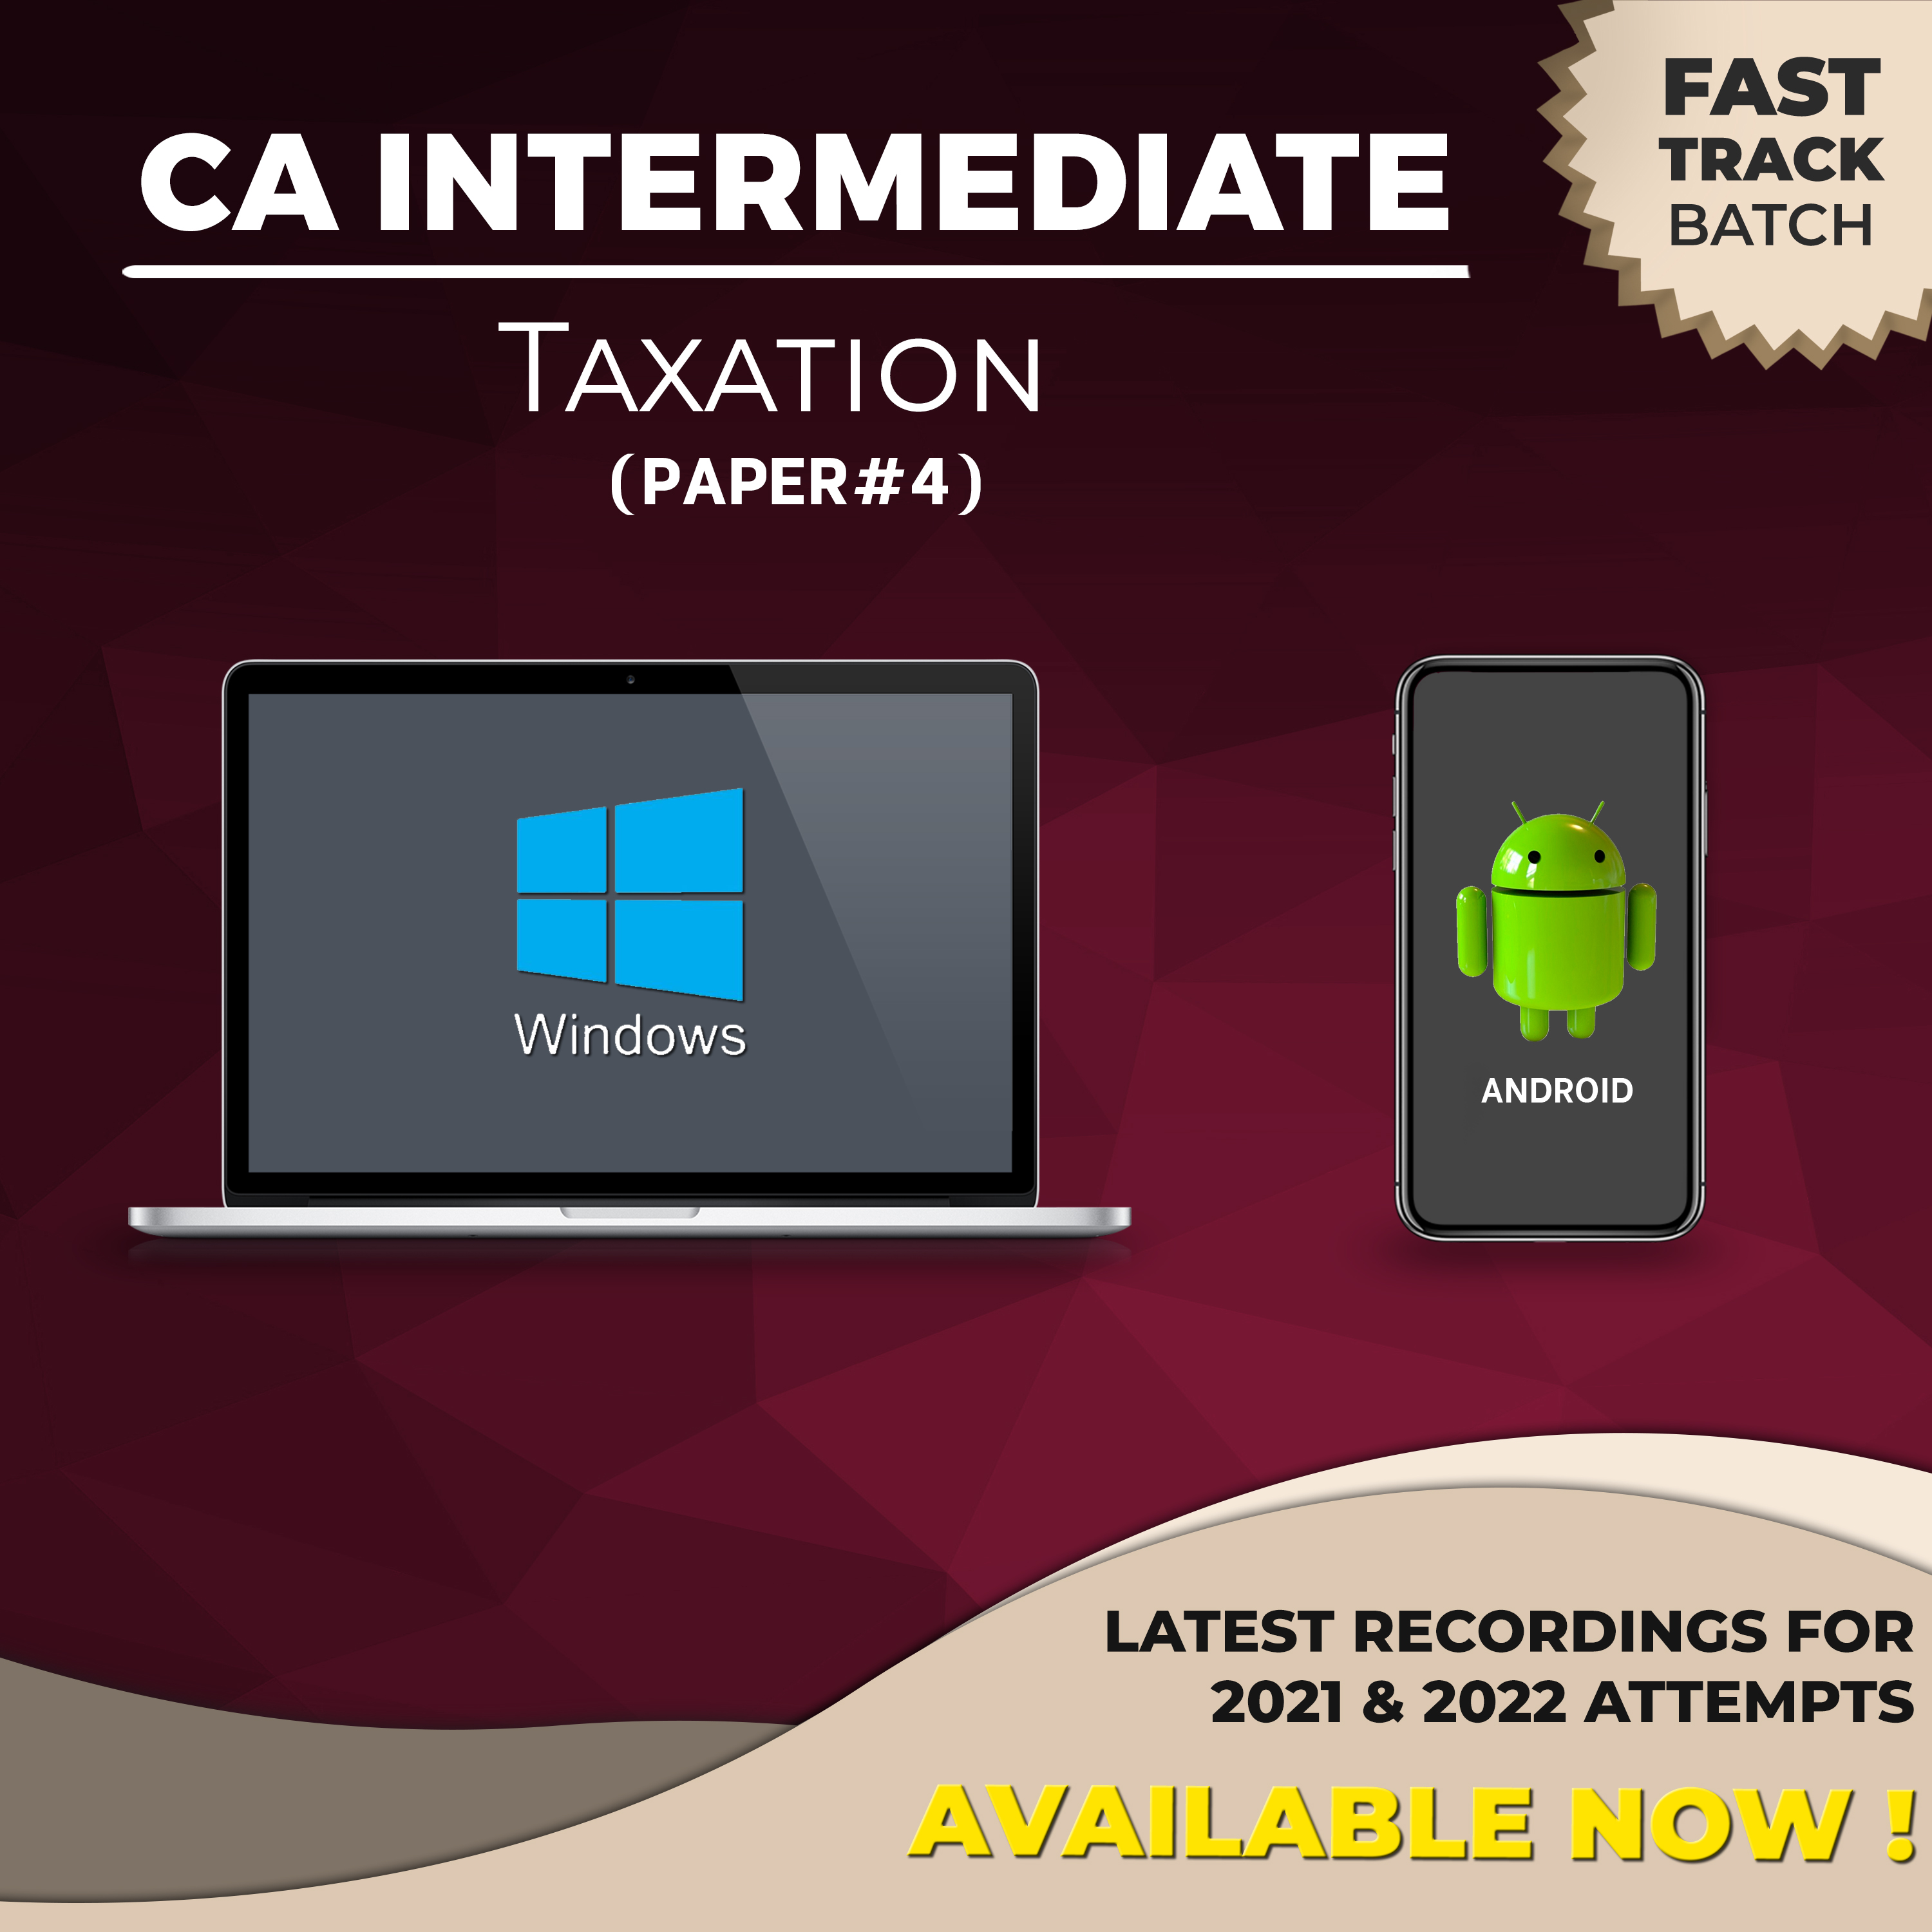 FAST
TRACK
BATCH
CA INTERMEDIATE
TAXATION
(PAPER#4)
Windows
ANDROID
LATEST RECORDINGS FOR
2021 & 2022 ATTEMPTS
AVAILABLE NOW !